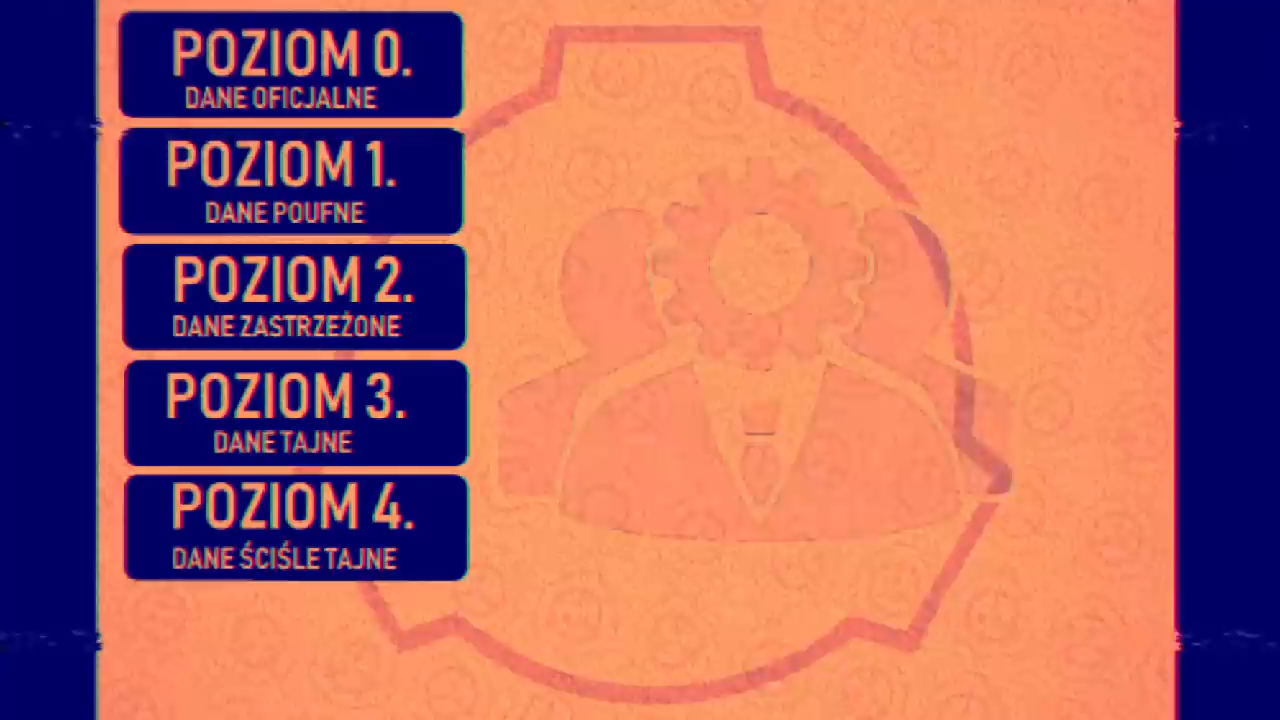 POZIOM 0.
DANE OFICJALNE
POZIOM 1.
DANE POUFNE
POZIOM 2.
DANE ZASTRZEŻONE
POZIOM 3.
DANE TAJNE
POZIOM 4.
DANE ŚCIŚLE TAJNE